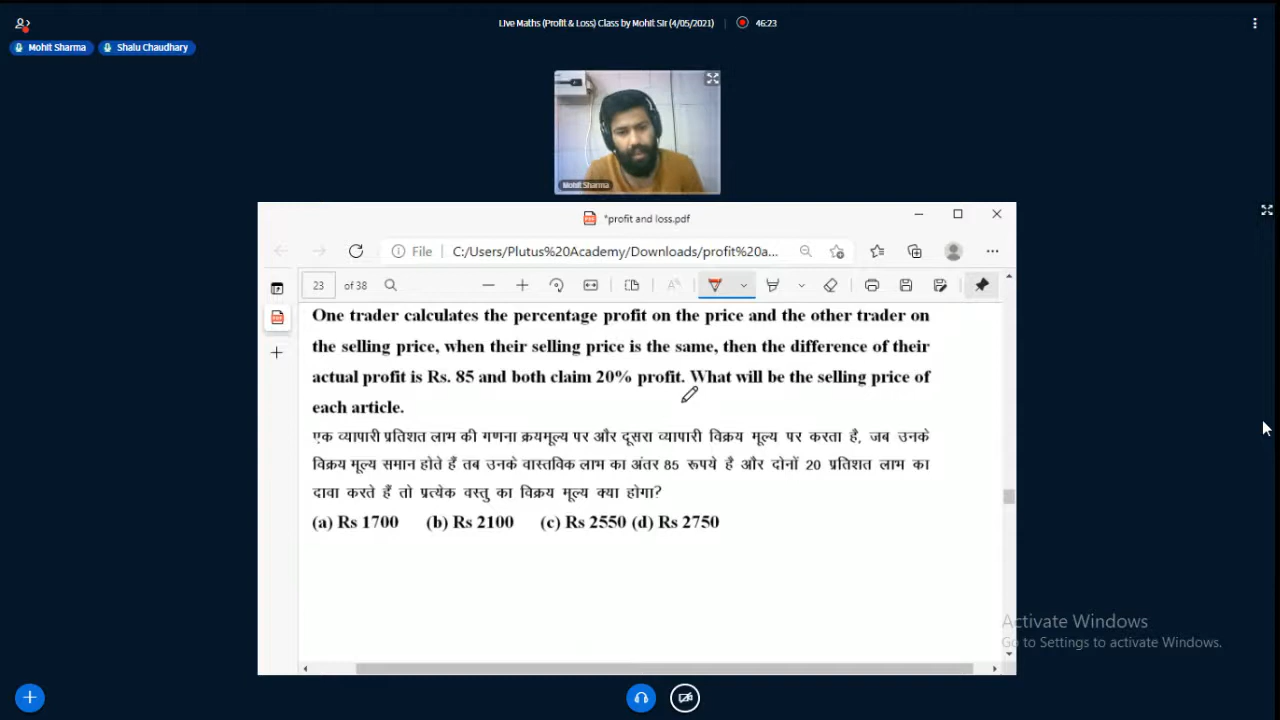 Live Maths (Profit & Loss) Class by Mohit Sir (4/05/2021) 46:23
Mohit Sharma Shalu Chaudhary
Mohit Sharma
*profit and loss.pdf
File C:/Users/Plutus%20Academy/Downloads/profit%20a...
23 of 38
One trader calculates the percentage profit on the price and the other trader on
the selling price, when their selling price is the same, then the difference of their
actual profit is Rs. 85 and both claim 20% profit. What will be the selling price of
each article.
एक व्यापारी प्रतिशत लाभ की गणना क्रयमूल्य पर और दूसरा व्यापारी विक्रय मूल्य पर करता है, जब उनके
विक्रय मूल्य समान होते हैं तब उनके वास्तविक लाभ का अंतर 85 रूपये है और दोनों 20 प्रतिशत लाभ का
दावा करते हैं तो प्रत्येक वस्तु का विक्रय मूल्य क्या होगा?
(a) Rs 1700 (b) Rs 2100 (c) Rs 2550 (d) Rs 2750
Activate Windows
Go to Settings to activate Windows.